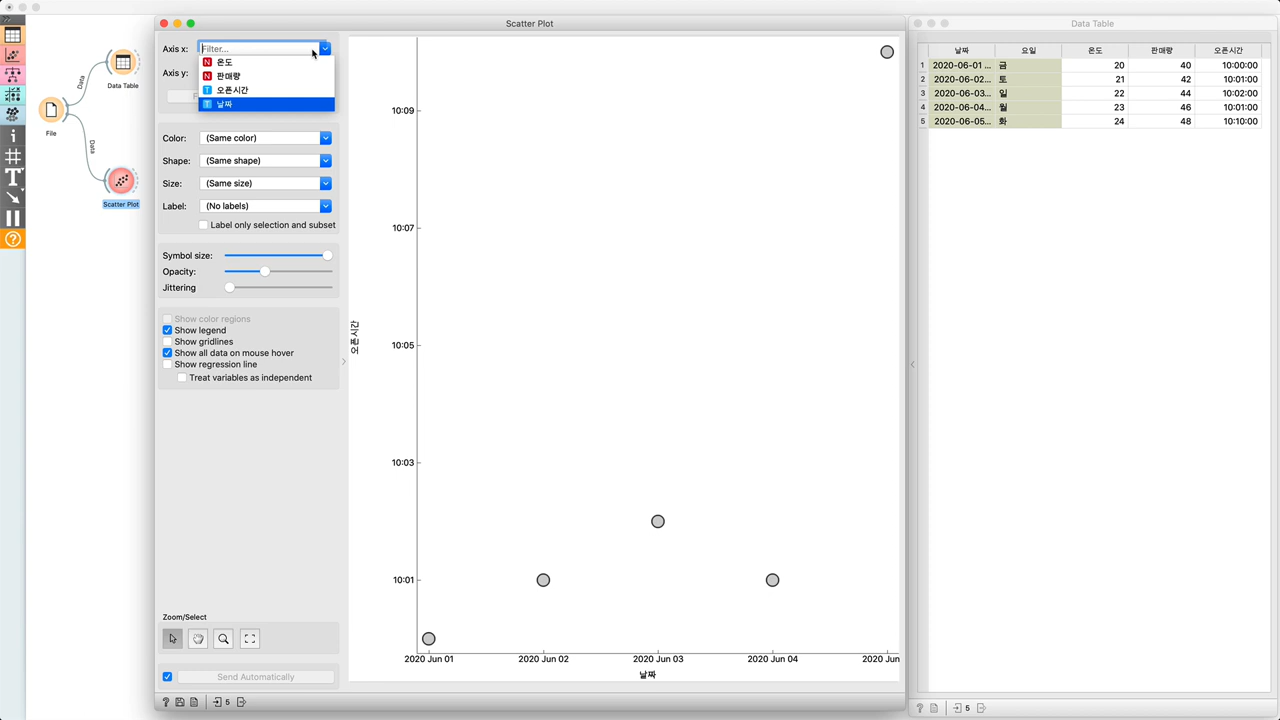 Scatter Plot
Data Table
Axis x:
Filter...
온도
판매량
오픈시간
날짜
Axis y:
Color:
(Same color)
Shape:
(Same shape)
Size:
(Same size)
Label:
(No labels)
Label only selection and subset
Symbol size:
Opacity:
Jittering
Show color regions
Show legend
Show gridlines
Show all data on mouse hover
Show regression line
Treat variables as independent
Zoom/Select
Send Automatically
5
Data
Data Table
File
Data
Scatter Plot
오픈시간
10:09
10:07
10:05
10:03
10:01
2020 Jun 01 2020 Jun 02 2020 Jun 03 2020 Jun 04 2020 Jun
날짜
날짜 요일 온도 판매량 오픈시간
1 2020-06-01 ... 금 20 40 10:00:00
2 2020-06-02... 토 21 42 10:01:00
3 2020-06-03... 일 22 44 10:02:00
4 2020-06-04... 월 23 46 10:01:00
5 2020-06-05... 화 24 48 10:10:00
5